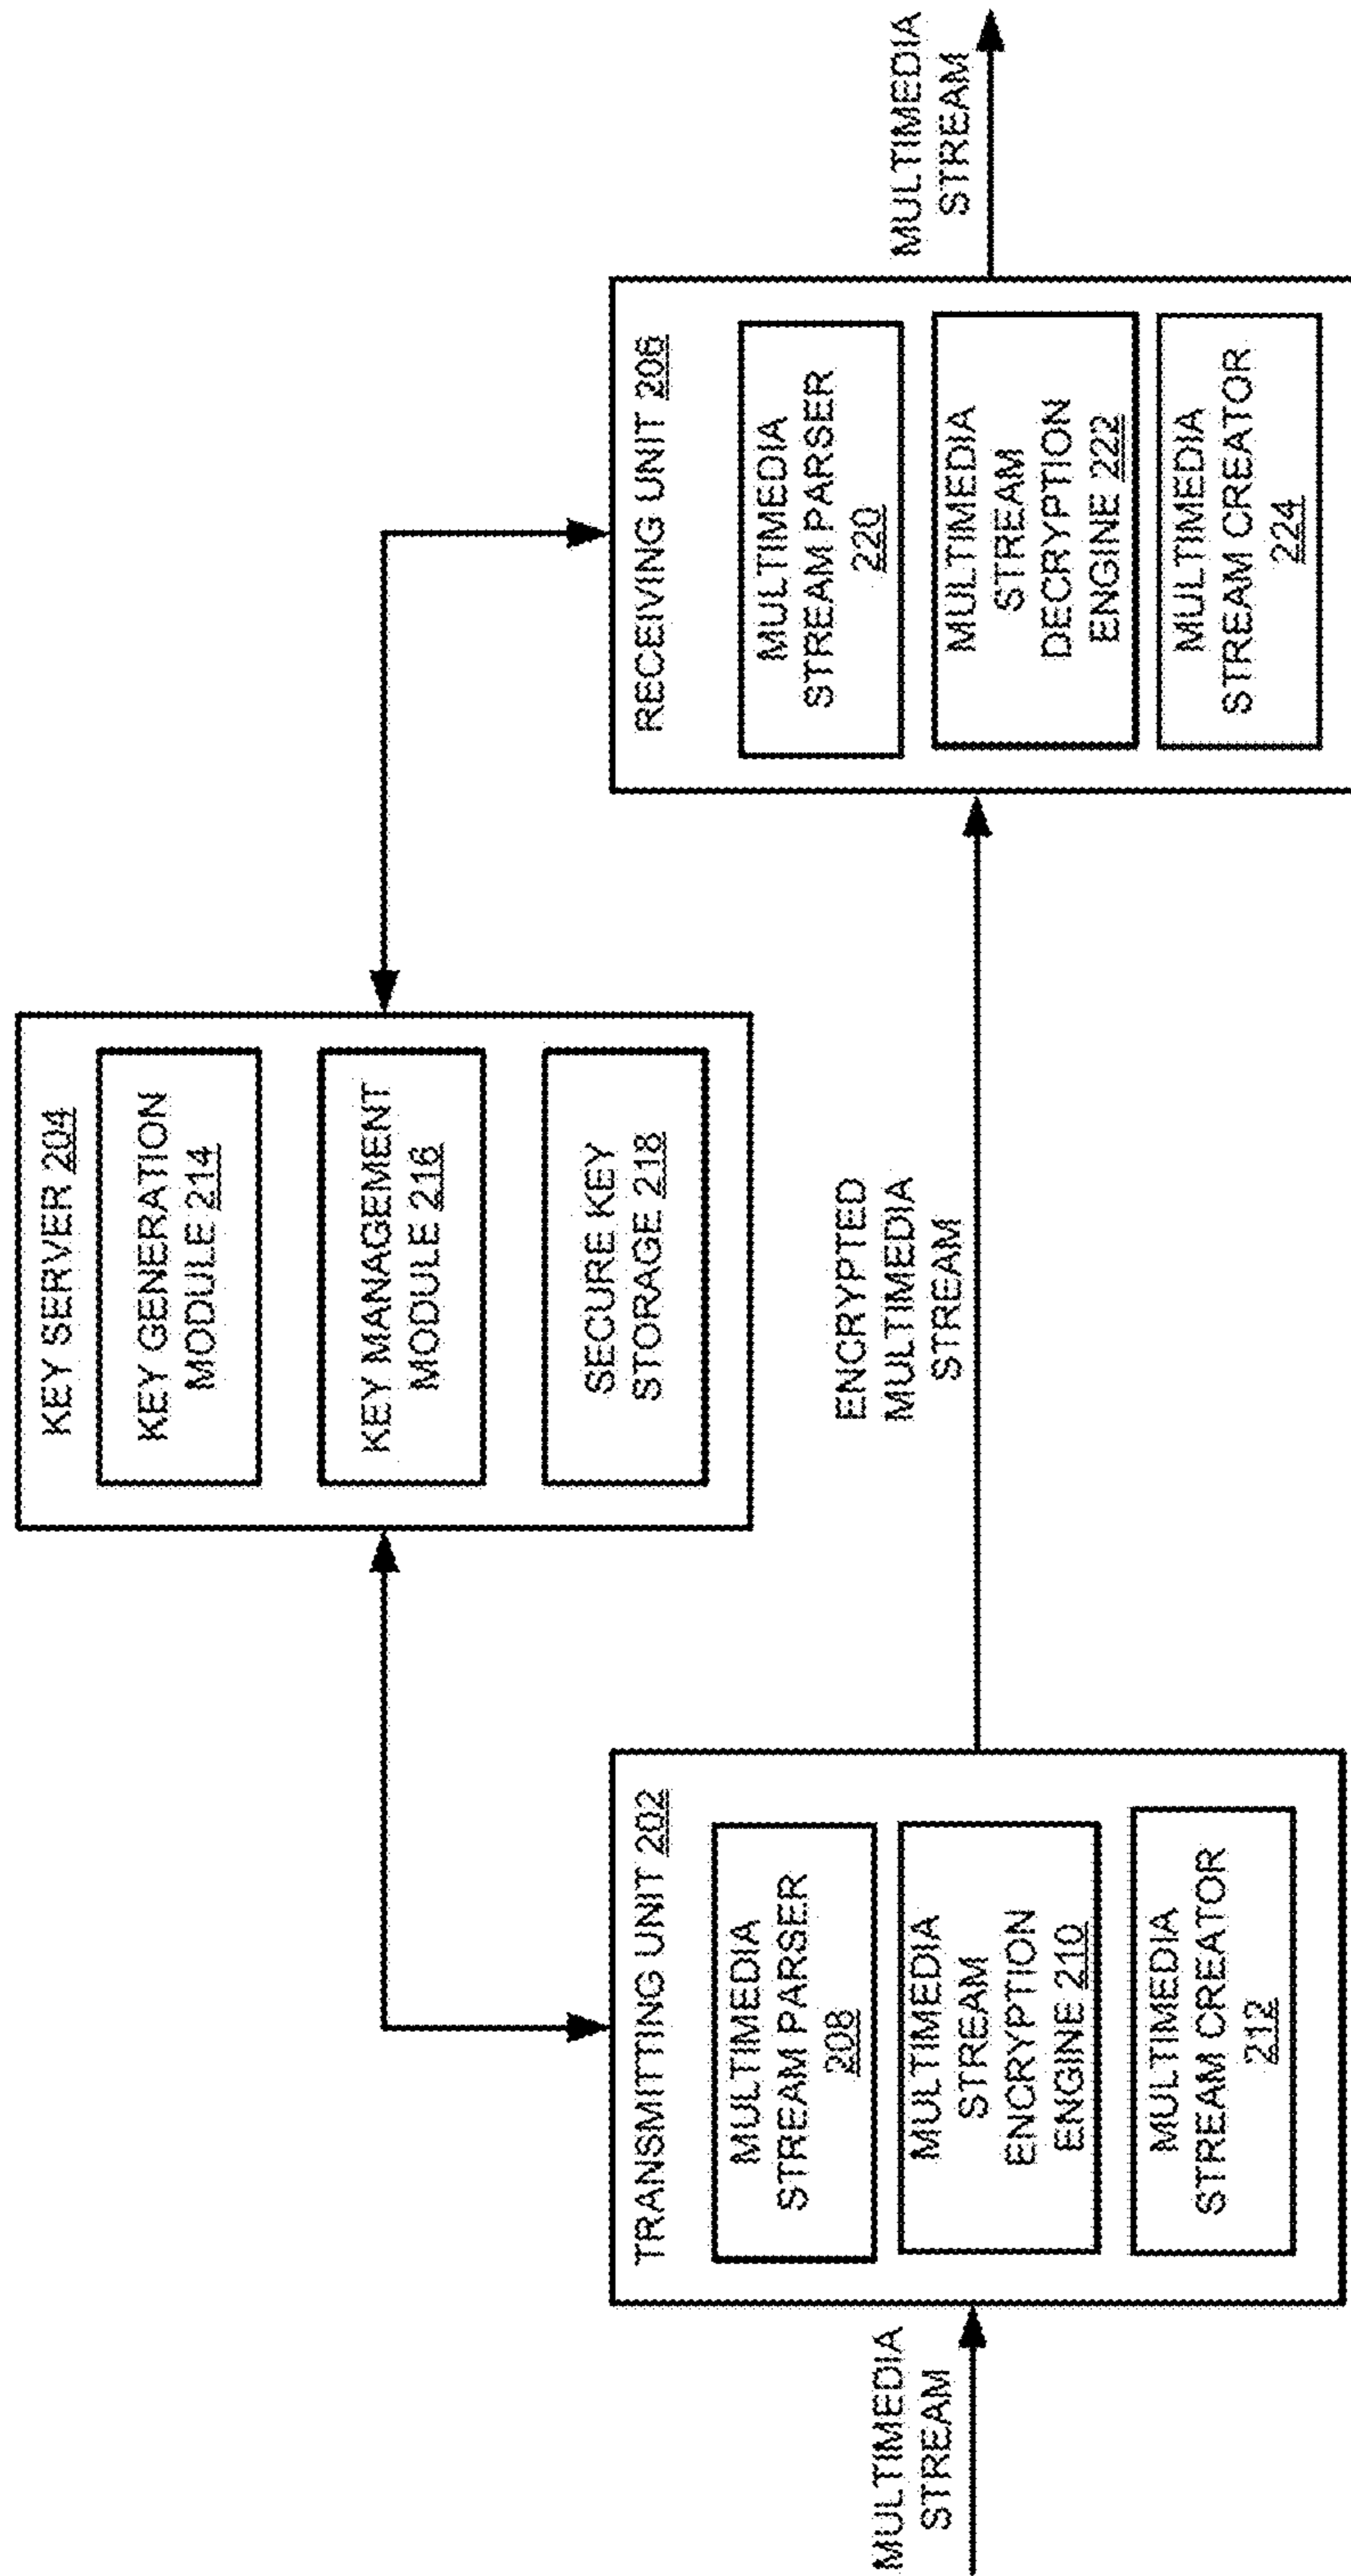 MULTIMEDIA
STREAM
TRANSMITTING UNIT 202
MULTIMEDIA
STREAM PARSER
208
MULTIMEDIA
STREAM
ENCRYPTION
ENGINE 210
MULTIMEDIA
STREAM CREATOR
212
KEY SERVER 204
KEY GENERATION
MODULE 214
KEY MANAGEMENT
MODULE 216
SECURE KEY
STORAGE 218
ENCRYPTED
MULTIMEDIA
STREAM
RECEIVING UNIT 206
MULTIMEDIA
STREAM PARSER
220
MULTIMEDIA
STREAM
DECRYPTION
ENGINE 222
MULTIMEDIA
STREAM CREATOR
224
MULTIMEDIA
STREAM